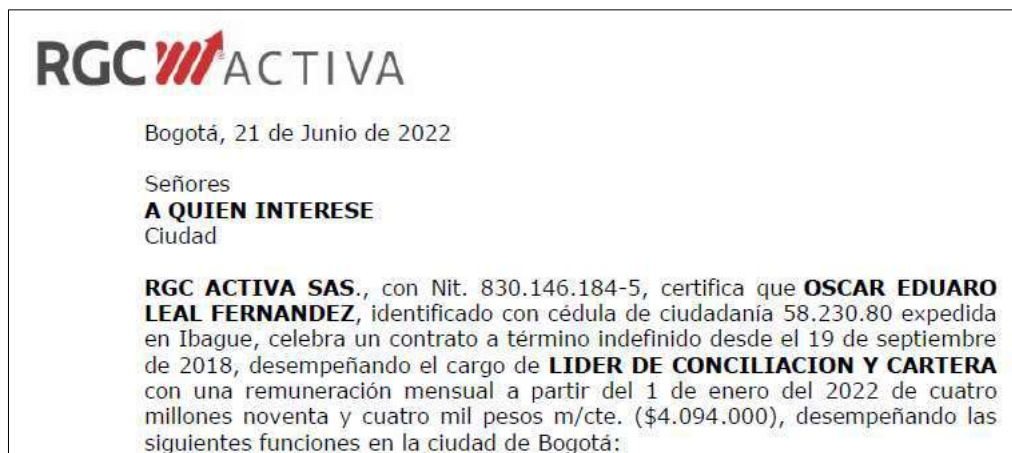 RGC ACTIVA
Bogotá, 21 de Junio de 2022
Señores
A QUIEN INTERESE
Ciudad
RGC ACTIVA SAS., con Nit. 830.146.184-5, certifica que OSCAR EDUARO
LEAL FERNANDEZ, identificado con cédula de ciudadanía 58.230.80 expedida
en Ibague, celebra un contrato a término indefinido desde el 19 de septiembre
de 2018, desempeñando el cargo de LIDER DE CONCILIACION Y CARTERA
con una remuneración mensual a partir del 1 de enero del 2022 de cuatro
millones noventa y cuatro mil pesos m/cte. ($4.094.000), desempeñando las
siguientes funciones en la ciudad de Bogotá: